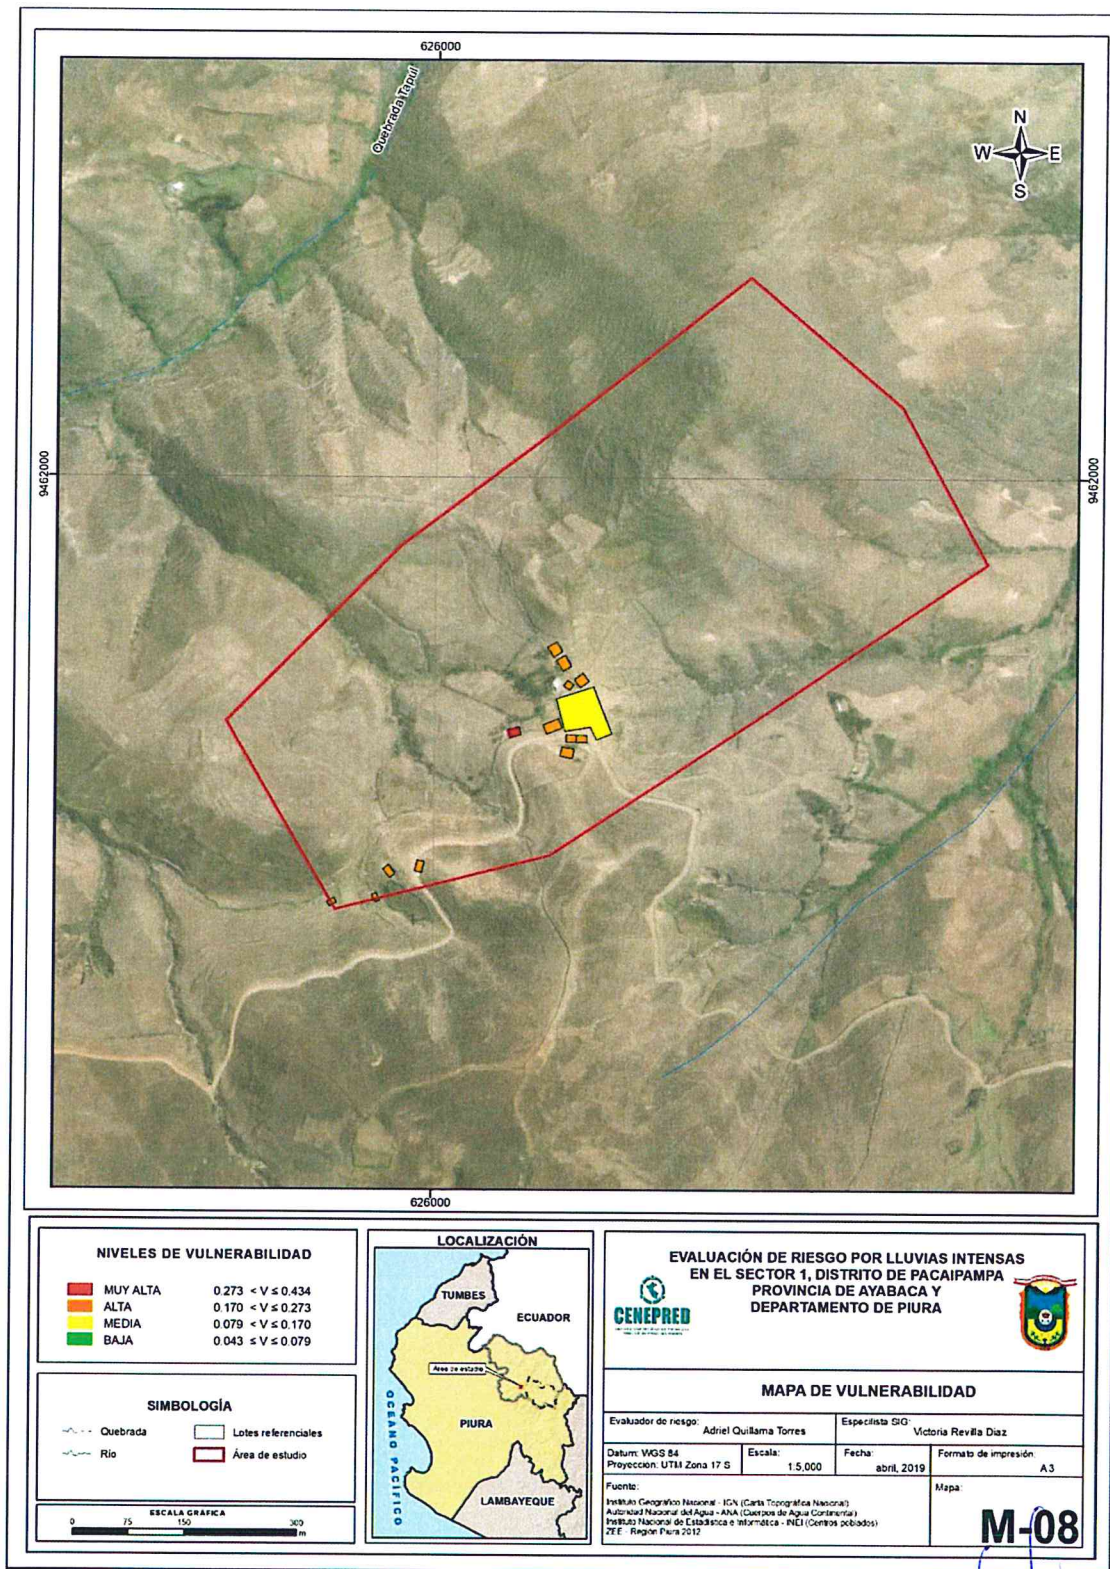 626000
Quebrada Tapul
N
W E
S
9462000
9462000
626000
NIVELES DE VULNERABILIDAD
MUY ALTA 0.273 < V ≤ 0.434
ALTA 0.170 < V ≤ 0.273
MEDIA 0.079 < V ≤ 0.170
BAJA 0.043 ≤ V ≤ 0.079
SIMBOLOGÍA
Quebrada
Lotes referenciales
Río
Área de estudio
ESCALA GRÁFICA
0 75 150 300
m
LOCALIZACIÓN
TUMBES
ECUADOR
Área de estudio
PIURA
OCEANO PACIFICO
LAMBAYEQUE
EVALUACIÓN DE RIESGO POR LLUVIAS INTENSAS
EN EL SECTOR 1, DISTRITO DE PACAIPAMPA
PROVINCIA DE AYABACA Y
DEPARTAMENTO DE PIURA
CENEPRED
MAPA DE VULNERABILIDAD
Evaluador de riesgo:
Adriel Quillama Torres
Especilista SIG:
Victoria Revilla Diaz
Datum: WGS 84
Proyección: UTM Zona 17 S
Escala:
1:5,000
Fecha:
abril, 2019
Formato de impresión:
A3
Fuente:
Instituto Geográfico Nacional - IGN (Carta Topográfica Nacional)
Autoridad Nacional del Agua - ANA (Cuerpos de Agua Continental)
Instituto Nacional de Estadística e Informática - INEI (Centros poblados)
ZEE - Región Piura 2012
Mapa:
M-08